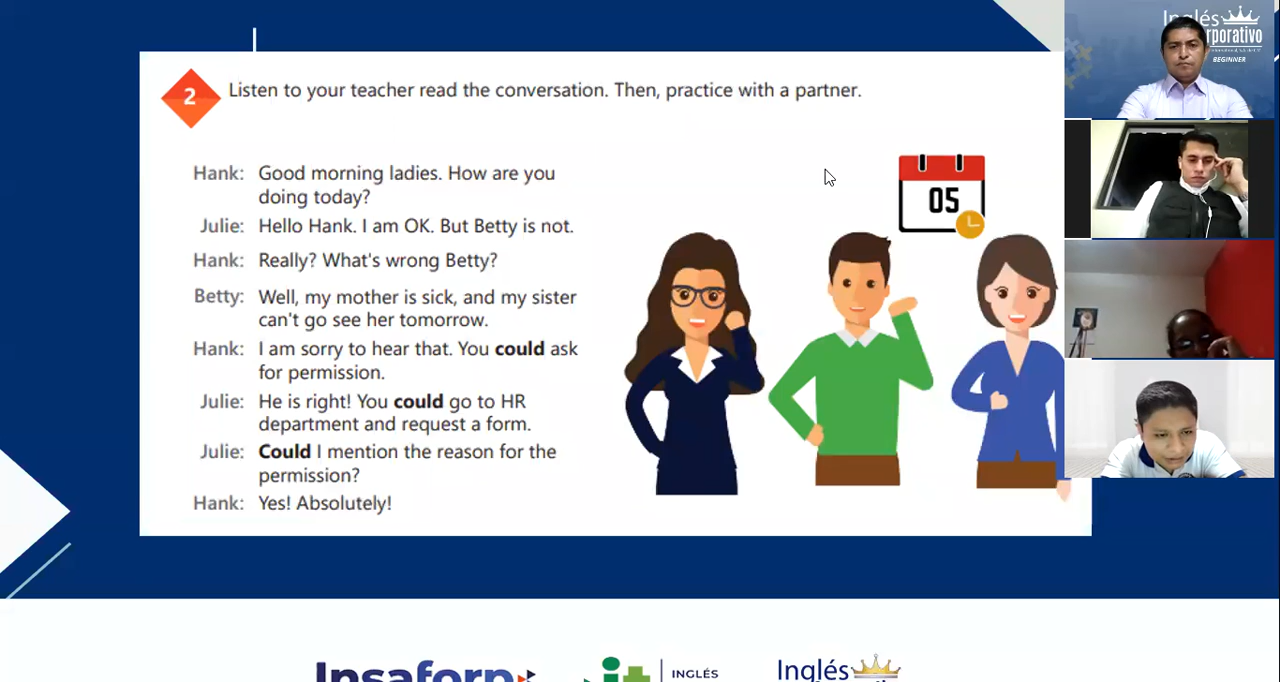 2
Listen to your teacher read the conversation. Then, practice with a partner.
Hank: Good morning ladies. How are you
doing today?
Julie: Hello Hank. I am OK. But Betty is not.
Hank: Really? What's wrong Betty?
Betty: Well, my mother is sick, and my sister
can't go see her tomorrow.
Hank: I am sorry to hear that. You could ask
for permission.
Julie: He is right! You could go to HR
department and request a form.
Julie: Could I mention the reason for the
permission?
Hank: Yes! Absolutely!
05
Inglés
BEGINNER
Insaforp
INGLÉS
Inglés